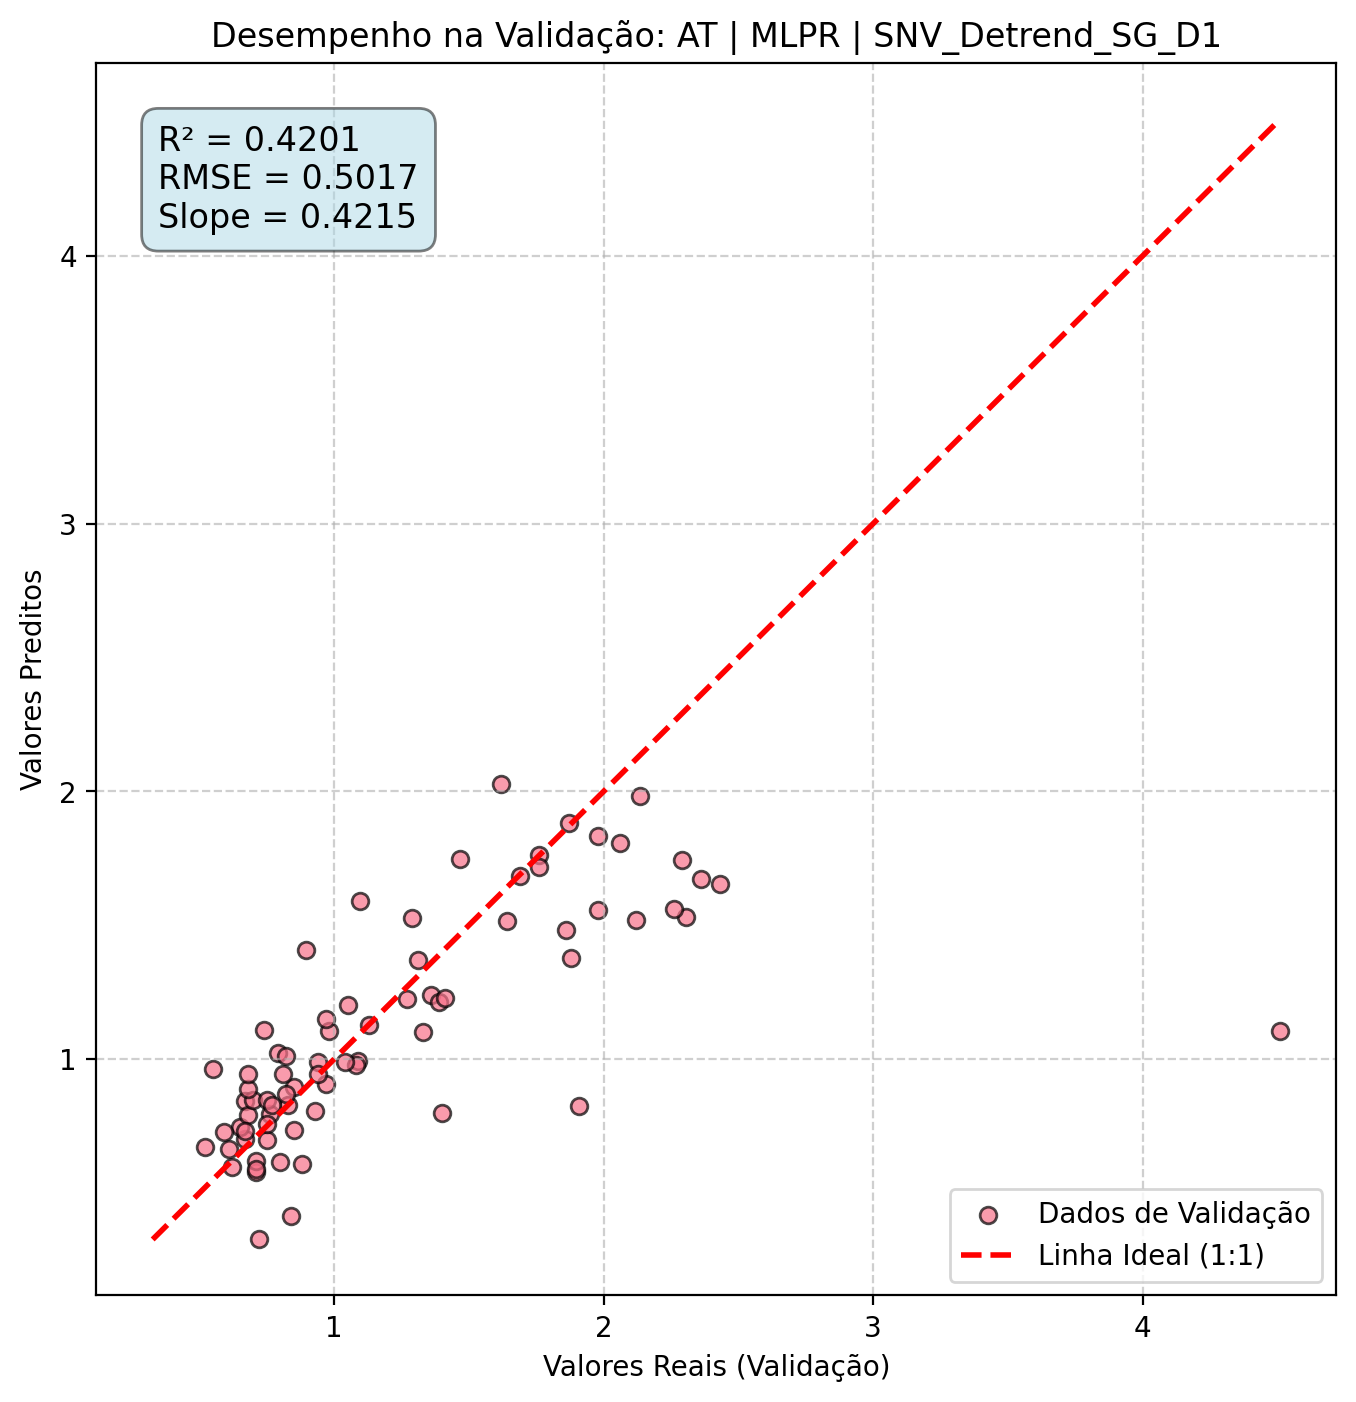 Desempenho na Validação: AT | MLPR | SNV_Detrend_SG_D1
R² = 0.4201
RMSE = 0.5017
Slope = 0.4215
4
3
2
1
Valores Preditos
Dados de Validação
Linha Ideal (1:1)
1
2
3
4
Valores Reais (Validação)